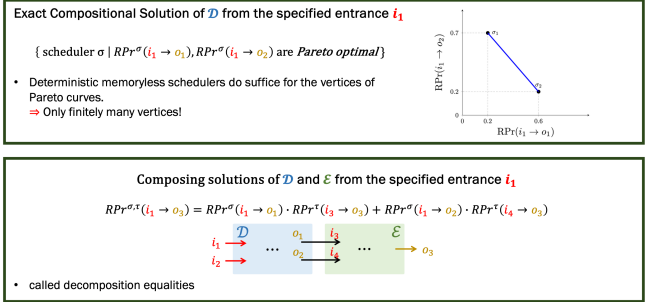 Exact Compositional Solution of 𝒟 from the specified entrance i₁
{ scheduler σ | RPr^σ(i₁ → o₁), RPr^σ(i₁ → o₂) are Pareto optimal }
• Deterministic memoryless schedulers do suffice for the vertices of
Pareto curves.
⇒ Only finitely many vertices!
RPr(i₁ → o₂)
0.7
σ₁
σ₂
0.2
0
0 0.2 0.6
RPr(i₁ → o₁)
Composing solutions of 𝒟 and ℰ from the specified entrance i₁
RPr^{σ,τ}(i₁ → o₃) = RPr^σ(i₁ → o₁) · RPr^τ(i₃ → o₃) + RPr^σ(i₁ → o₂) · RPr^τ(i₄ → o₃)
𝒟 ℰ
i₁ o₁ i₃
... ... o₃
i₂ o₂ i₄
• called decomposition equalities